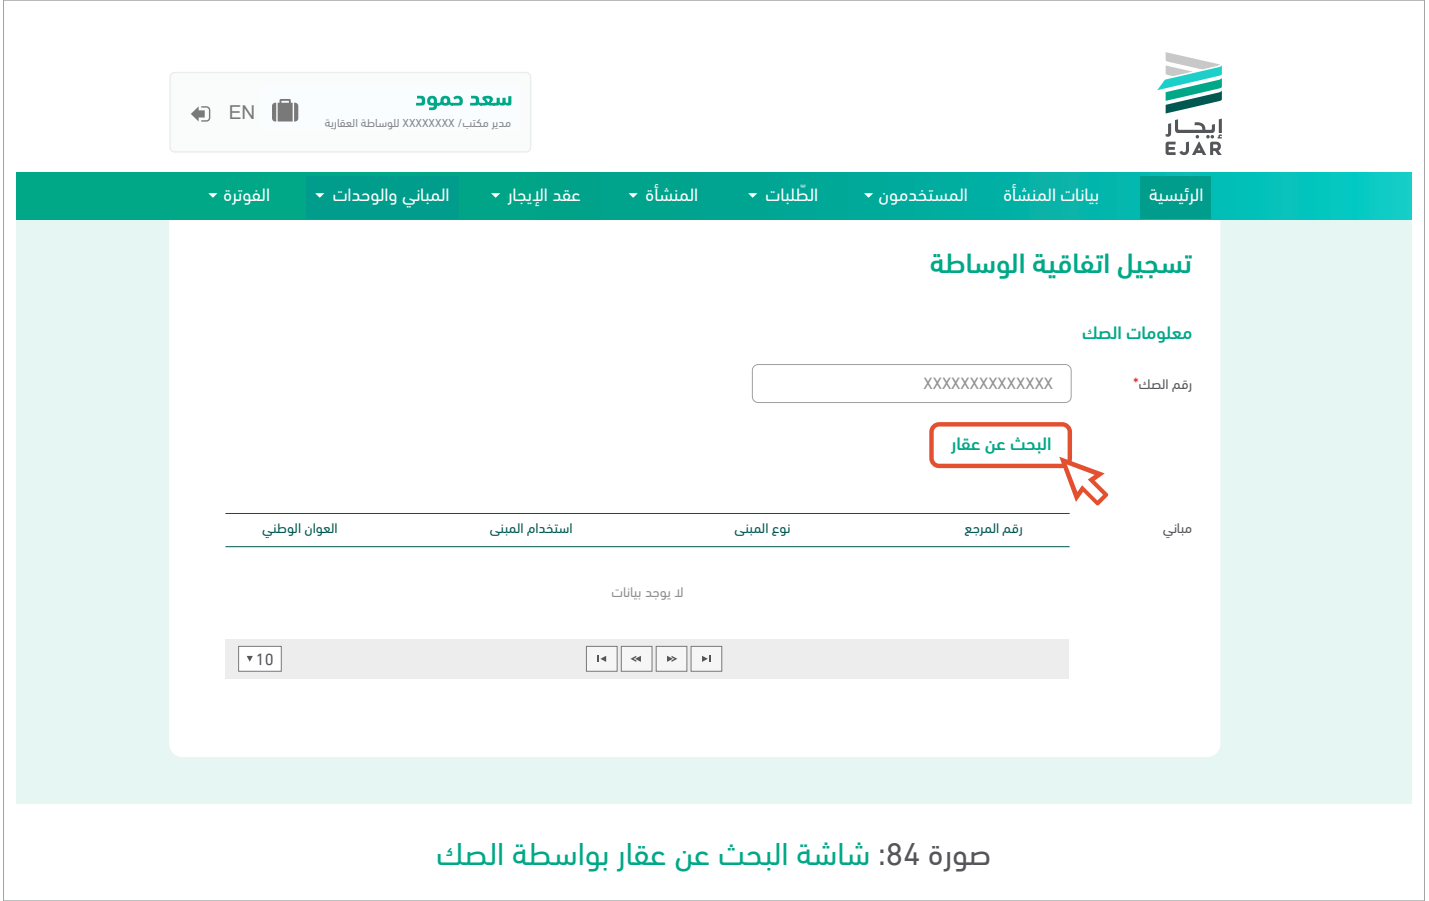 إيجــار
EJAR
سعد حمود
مدير مكتب/ XXXXXXXX للوساطة العقارية
EN
الرئيسية بيانات المنشأة المستخدمون الطّلبات المنشأة عقد الإيجار المباني والوحدات الفوترة
تسجيل اتفاقية الوساطة
معلومات الصك
رقم الصك* XXXXXXXXXXXXXX
البحث عن عقار
مباني رقم المرجع نوع المبنى استخدام المبنى العوان الوطني
لا يوجد بيانات
10
صورة 84: شاشة البحث عن عقار بواسطة الصك